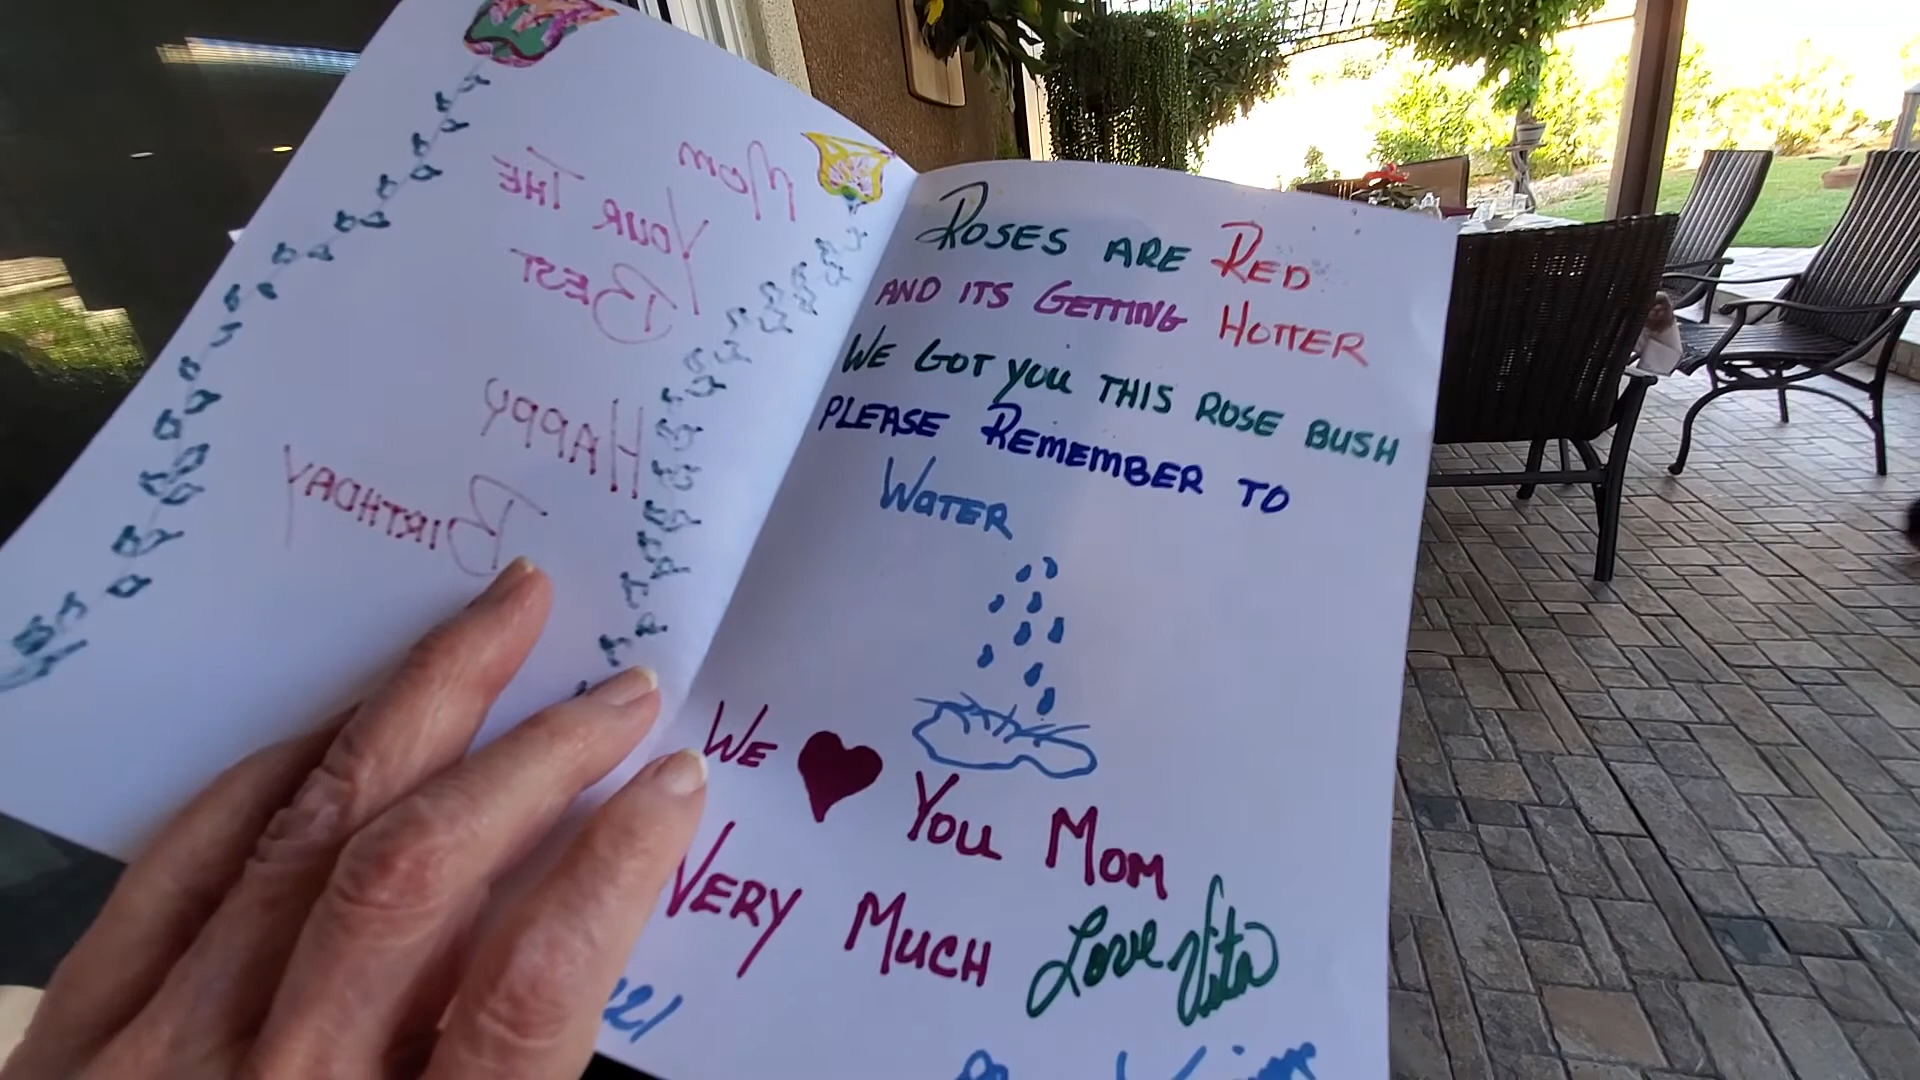 Mom
YOUR THE
BEST
HAPPY
BIRTHDAY
ROSES ARE RED
AND ITS GETTING HOTTER
WE GOT YOU THIS ROSE BUSH
PLEASE REMEMBER TO
WATER
WE ♥ YOU MOM
VERY MUCH Love Vita